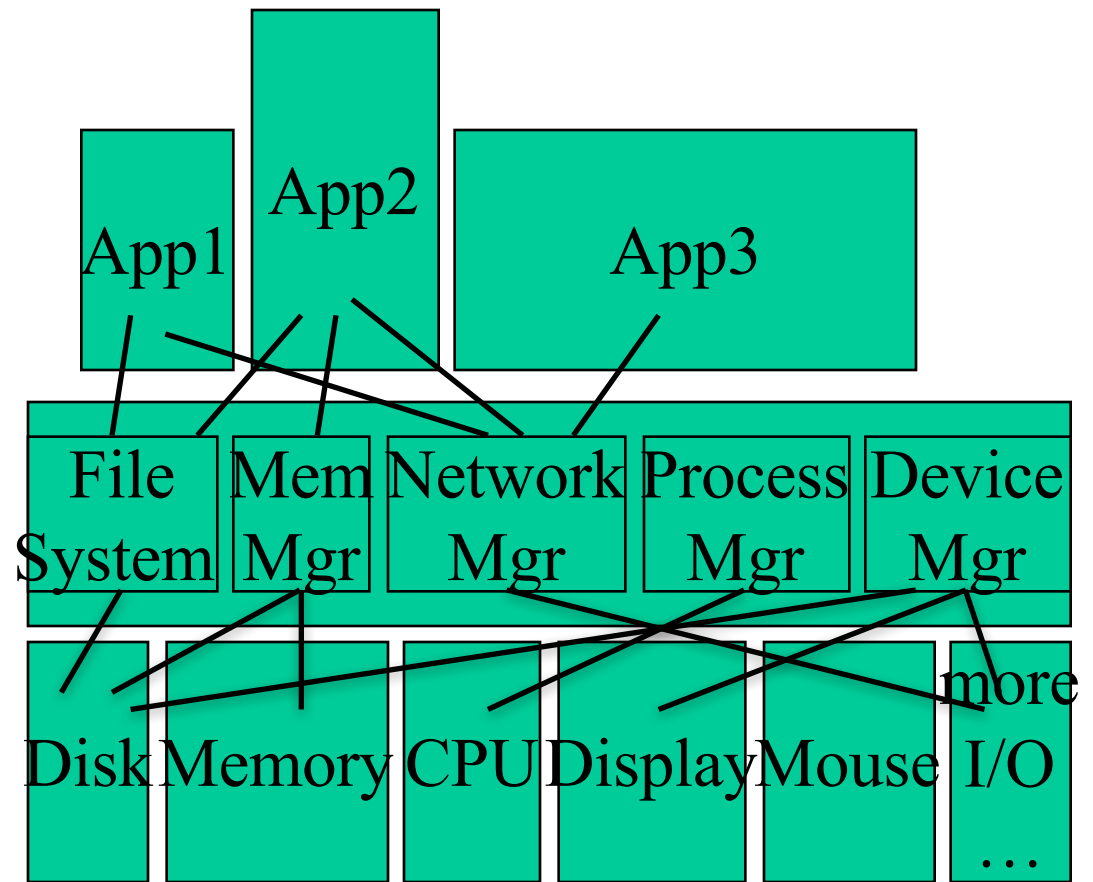 App1
App2
App3
File
System
Mem
Mgr
Network
Mgr
Process
Mgr
Device
Mgr
Disk
Memory
CPU
Display
Mouse
more
I/O
…